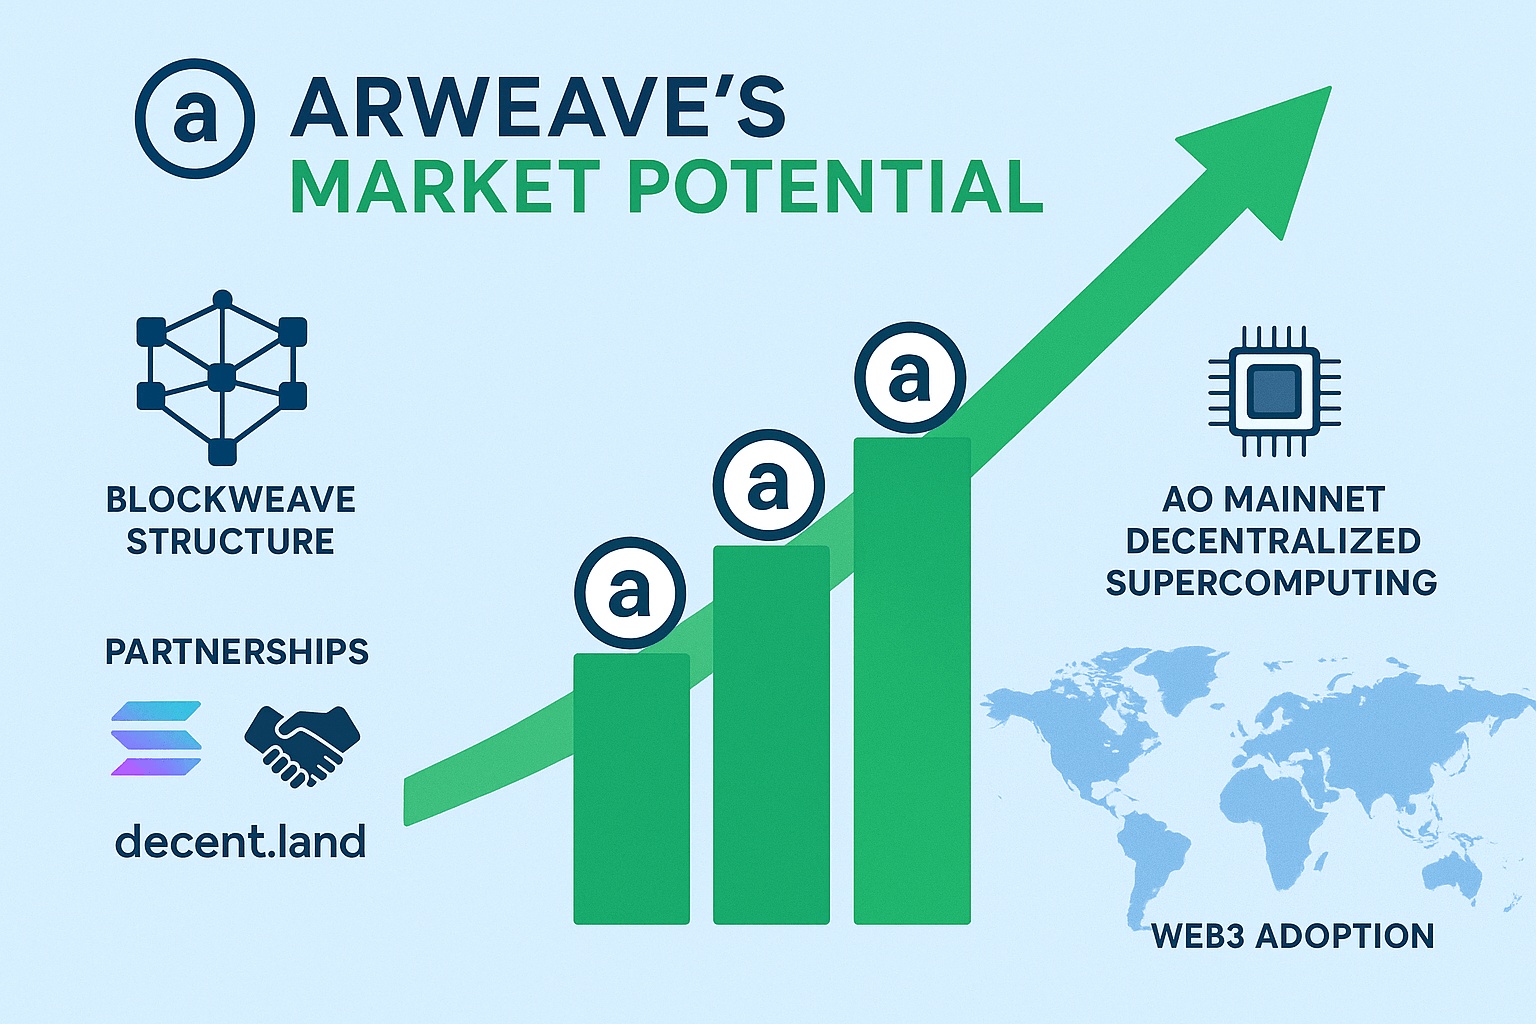 a
ARWEAVE'S
MARKET POTENTIAL
BLOCKWEAVE
STRUCTURE
PARTNERSHIPS
decent.land
a
a
a
AO MAINNET
DECENTRALIZED
SUPERCOMPUTING
WEB3 ADOPTION